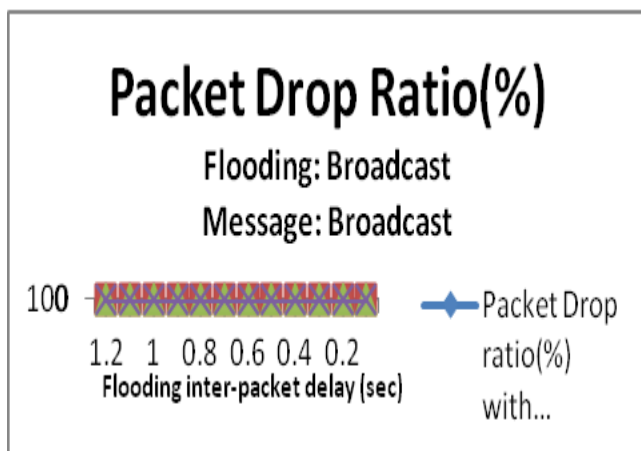 Packet Drop Ratio(%)
Flooding: Broadcast
Message: Broadcast
1.2 1 0.8 0.6 0.4 0.2
Flooding inter-packet delay (sec)
Packet Drop
ratio(%)
with...